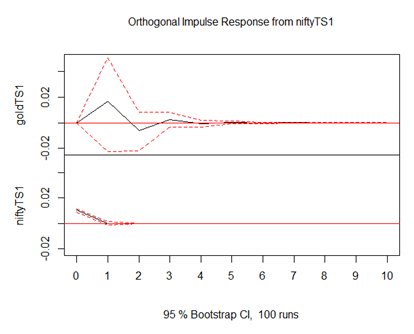 Orthogonal Impulse Response from niftyTS1
goldTS1
0.02
-0.02
niftyTS1
0.02
-0.02
0 1 2 3 4 5 6 7 8 9 10
95 % Bootstrap CI, 100 runs